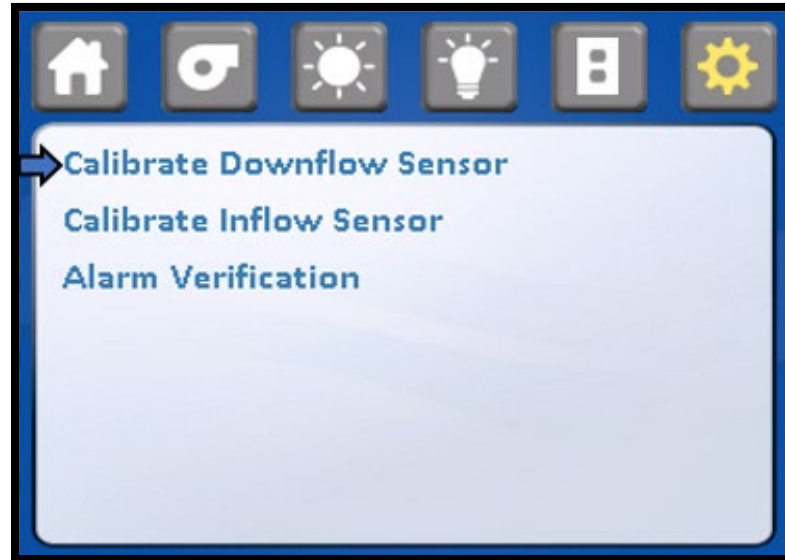 Calibrate Downflow Sensor
Calibrate Inflow Sensor
Alarm Verification